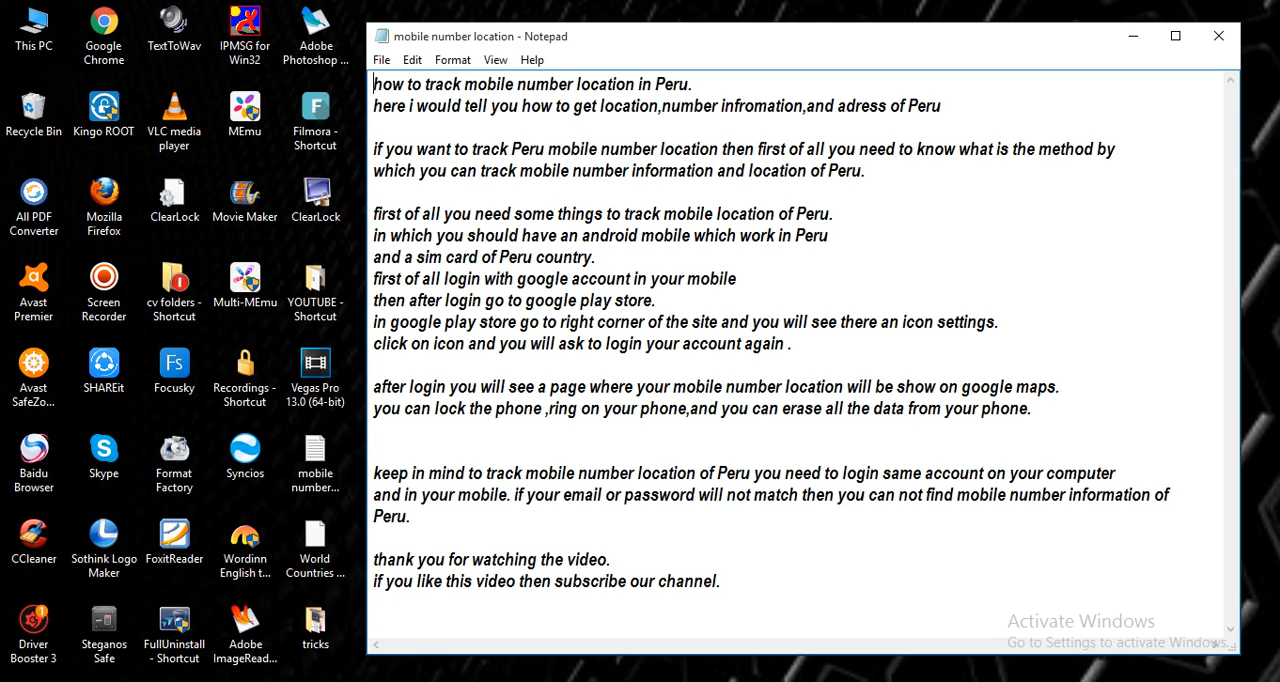 This PC
Google Chrome
TextToWav
IPMSG for Win32
Adobe Photoshop ...
Recycle Bin
Kingo ROOT
VLC media player
MEmu
Filmora - Shortcut
All PDF Converter
Mozilla Firefox
ClearLock
Movie Maker
ClearLock
Avast Premier
Screen Recorder
cv folders - Shortcut
Multi-MEmu
YOUTUBE - Shortcut
Avast SafeZo...
SHAREit
Focusky
Recordings - Shortcut
Vegas Pro 13.0 (64-bit)
Baidu Browser
Skype
Format Factory
Syncios
mobile number...
CCleaner
Sothink Logo Maker
FoxitReader
Wordinn English t...
World Countries ...
Driver Booster 3
Steganos Safe
FullUninstall - Shortcut
Adobe ImageRead...
tricks
mobile number location - Notepad
File Edit Format View Help
how to track mobile number location in Peru.
here i would tell you how to get location,number infromation,and adress of Peru
if you want to track Peru mobile number location then first of all you need to know what is the method by
which you can track mobile number information and location of Peru.
first of all you need some things to track mobile location of Peru.
in which you should have an android mobile which work in Peru
and a sim card of Peru country.
first of all login with google account in your mobile
then after login go to google play store.
in google play store go to right corner of the site and you will see there an icon settings.
click on icon and you will ask to login your account again .
after login you will see a page where your mobile number location will be show on google maps.
you can lock the phone ,ring on your phone,and you can erase all the data from your phone.
keep in mind to track mobile number location of Peru you need to login same account on your computer
and in your mobile. if your email or password will not match then you can not find mobile number information of
Peru.
thank you for watching the video.
if you like this video then subscribe our channel.
Activate Windows
Go to Settings to activate Windows.